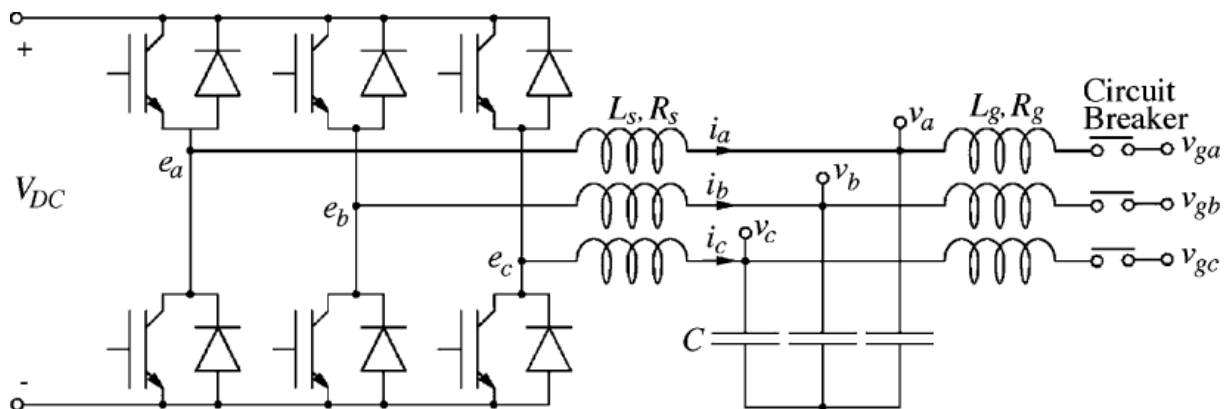 +
L_s, R_s
i_a
v_a
L_g, R_g
Circuit
Breaker
v_ga
e_a
V_DC
i_b
v_b
v_gb
e_b
i_c
v_c
v_gc
e_c
C
-